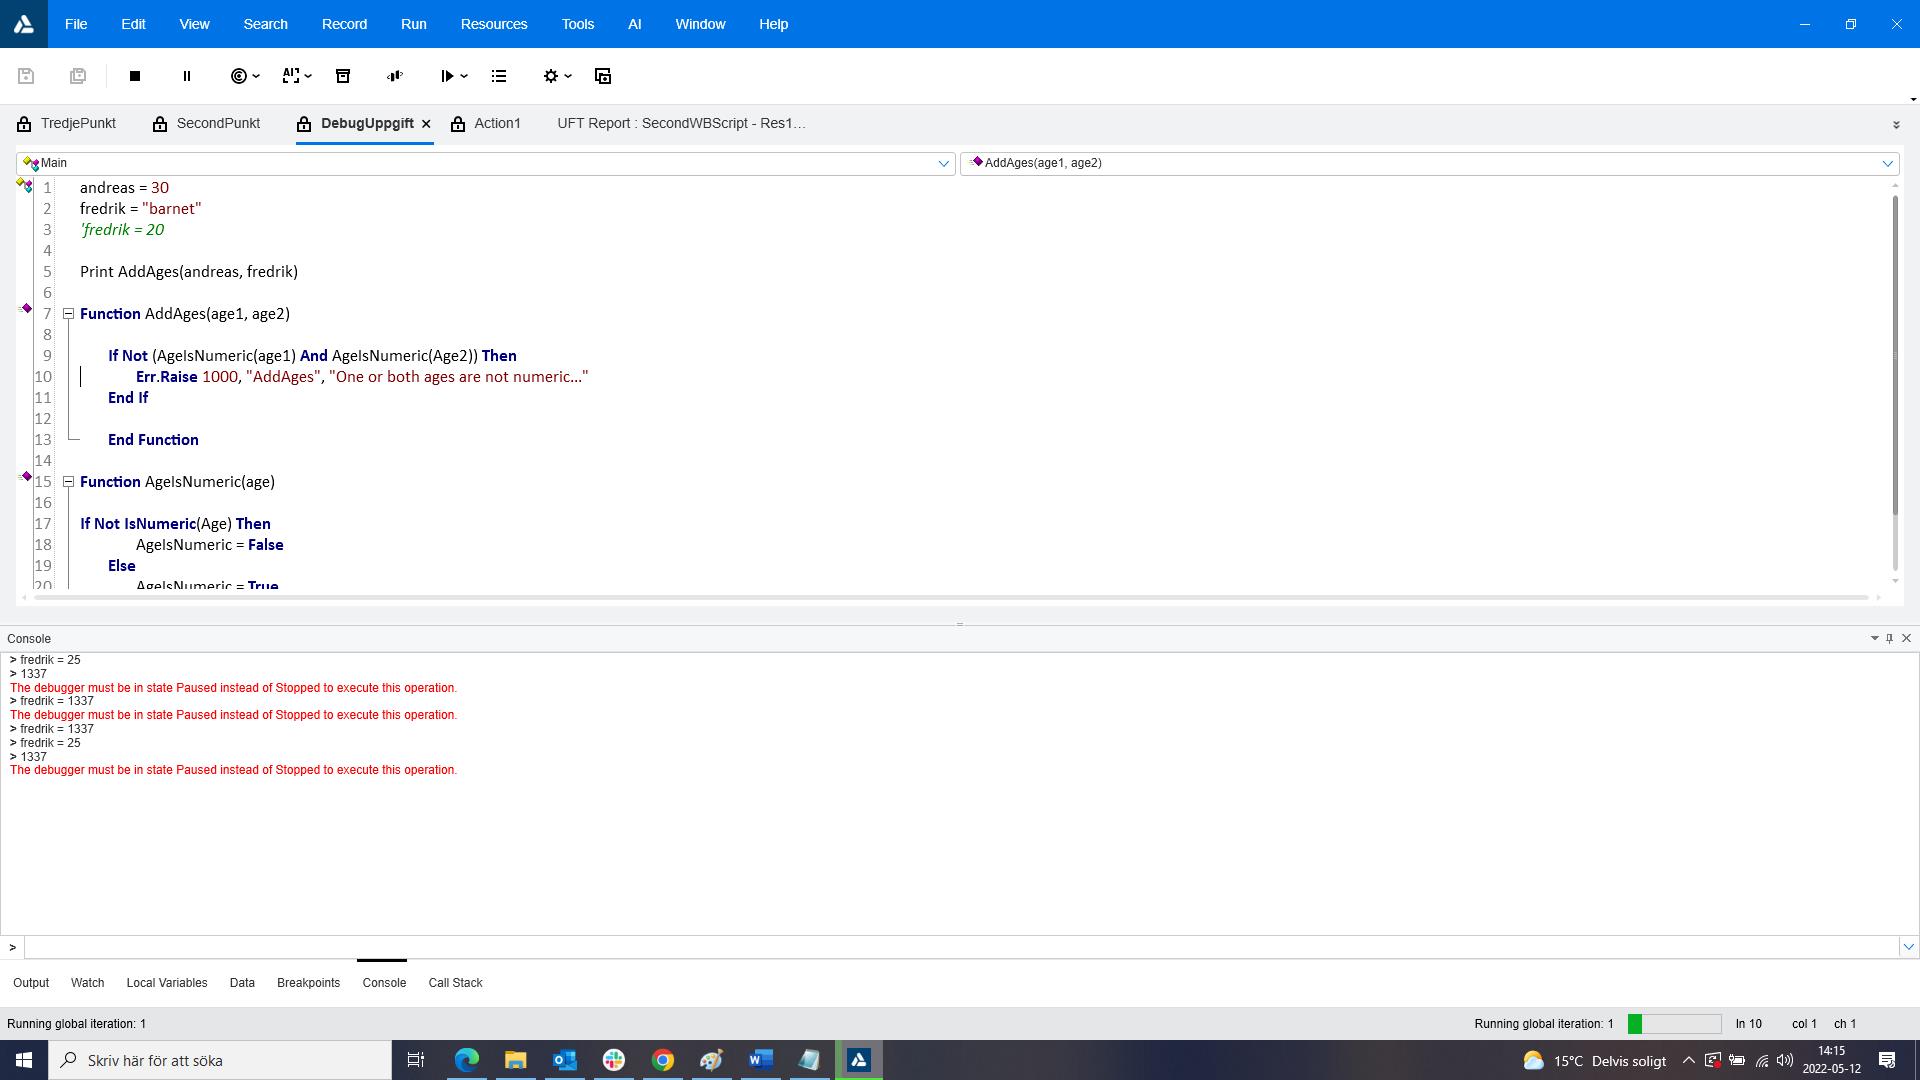 File Edit View Search Record Run Resources Tools AI Window Help
AI
TredjePunkt SecondPunkt DebugUppgift Action1 UFT Report : SecondWBScript - Res1...
Main AddAges(age1, age2)
1 andreas = 30
2 fredrik = "barnet"
3 'fredrik = 20
4
5 Print AddAges(andreas, fredrik)
6
7 Function AddAges(age1, age2)
8
9 If Not (AgeIsNumeric(age1) And AgeIsNumeric(Age2)) Then
10 Err.Raise 1000, "AddAges", "One or both ages are not numeric..."
11 End If
12
13 End Function
14
15 Function AgeIsNumeric(age)
16
17 If Not IsNumeric(Age) Then
18 AgeIsNumeric = False
19 Else
20 AgeIsNumeric = True
Console
> fredrik = 25
> 1337
The debugger must be in state Paused instead of Stopped to execute this operation.
> fredrik = 1337
The debugger must be in state Paused instead of Stopped to execute this operation.
> fredrik = 1337
> fredrik = 25
> 1337
The debugger must be in state Paused instead of Stopped to execute this operation.
>
Output Watch Local Variables Data Breakpoints Console Call Stack
Running global iteration: 1 Running global iteration: 1 ln 10 col 1 ch 1
Skriv här för att söka 15°C Delvis soligt 14:15
2022-05-12